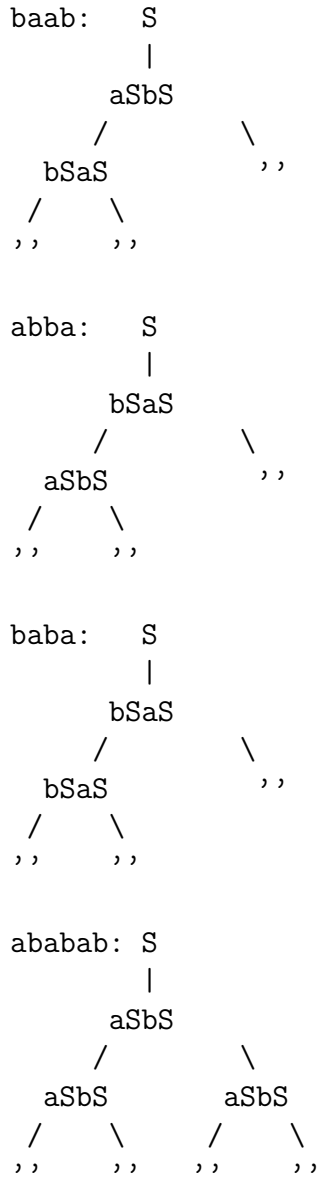 baab: S
|
aSbS
/ \
bSaS ''
/ \
'' ''
abba: S
|
bSaS
/ \
aSbS ''
/ \
'' ''
baba: S
|
bSaS
/ \
bSaS ''
/ \
'' ''
ababab: S
|
aSbS
/ \
aSbS aSbS
/ \ / \
'' '' '' ''